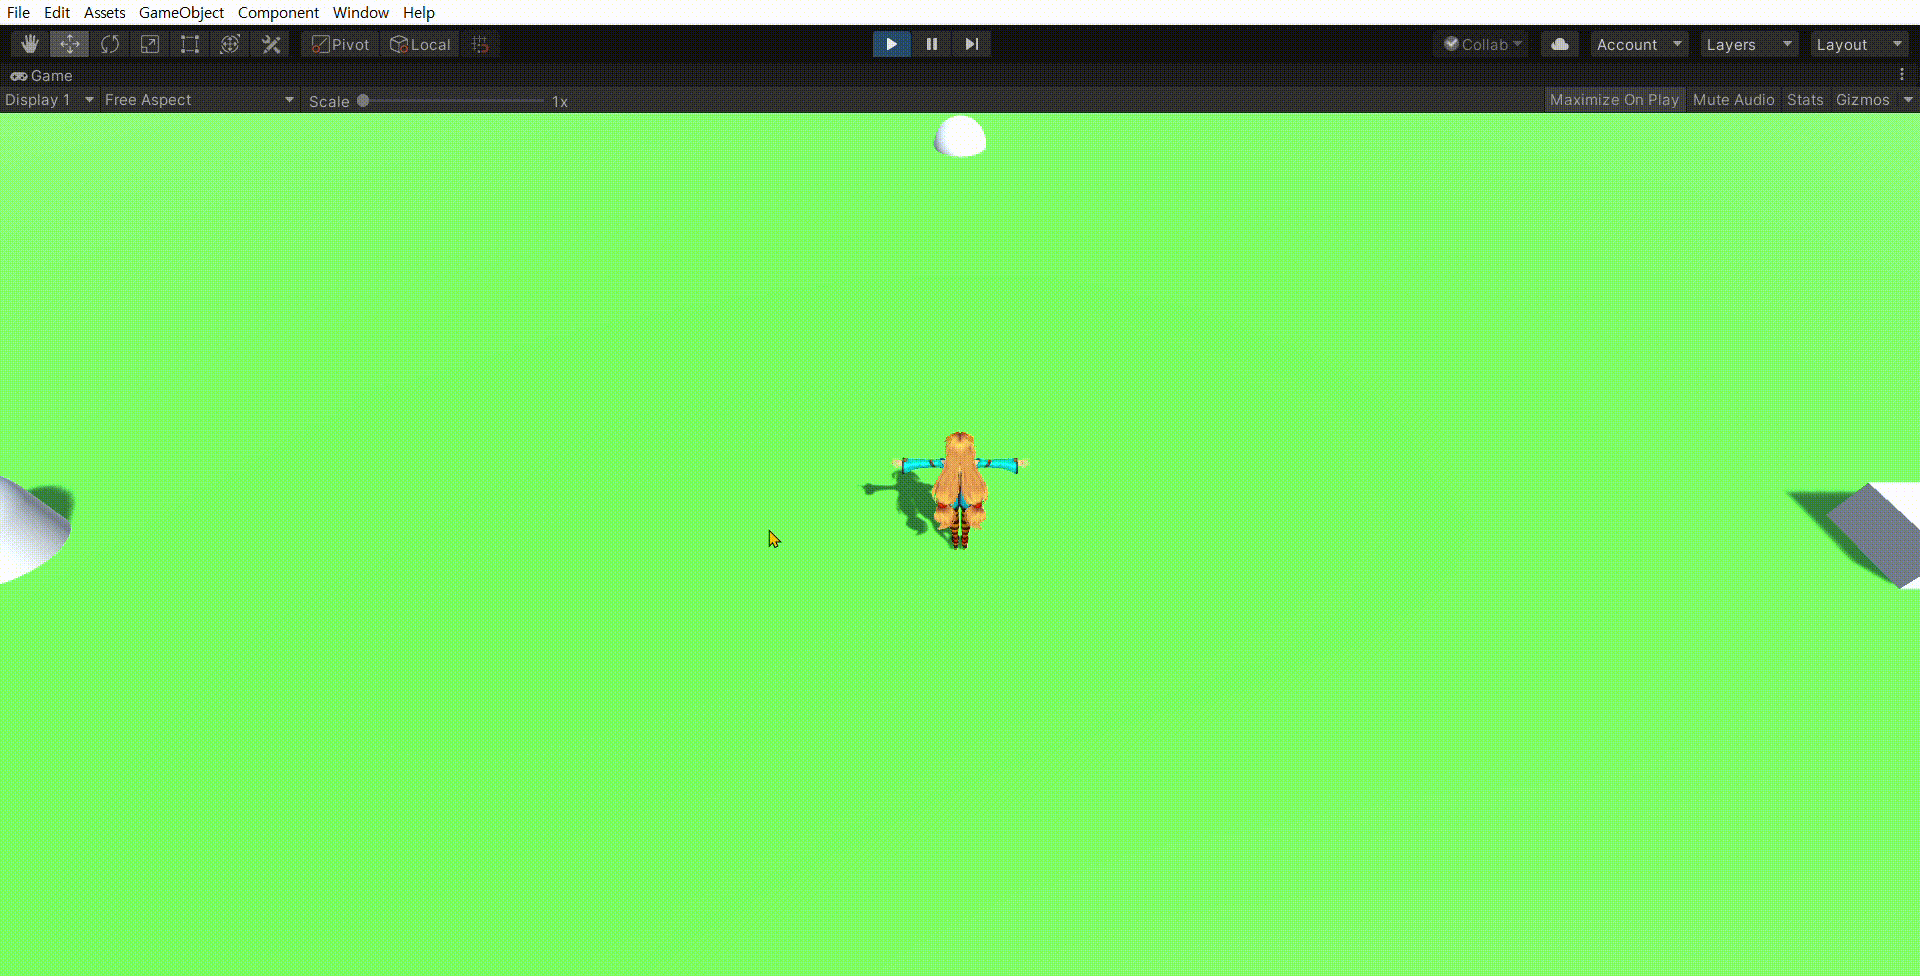 File Edit Assets GameObject Component Window Help
Pivot Local Collab Account Layers Layout
Game
Display 1 Free Aspect Scale 1x Maximize On Play Mute Audio Stats Gizmos